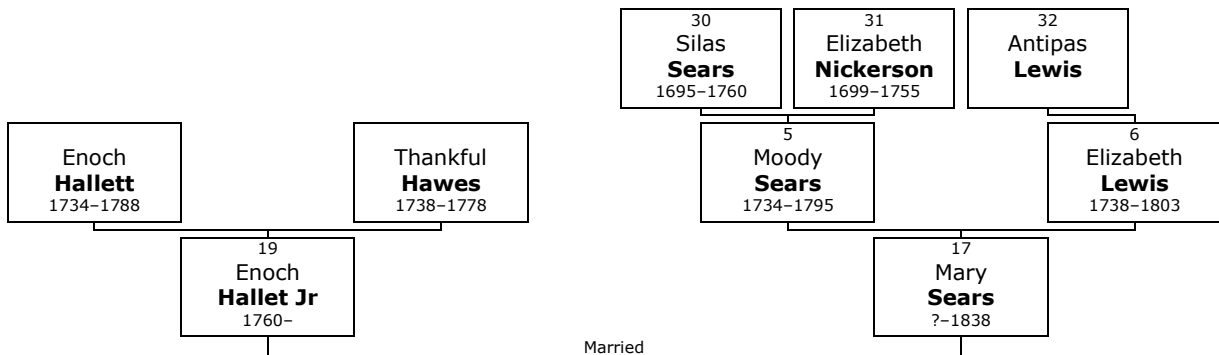 30
Silas
Sears
1695–1760
31
Elizabeth
Nickerson
1699–1755
32
Antipas
Lewis
Enoch
Hallett
1734–1788
Thankful
Hawes
1738–1778
5
Moody
Sears
1734–1795
6
Elizabeth
Lewis
1738–1803
19
Enoch
Hallet Jr
1760–
17
Mary
Sears
?–1838
Married